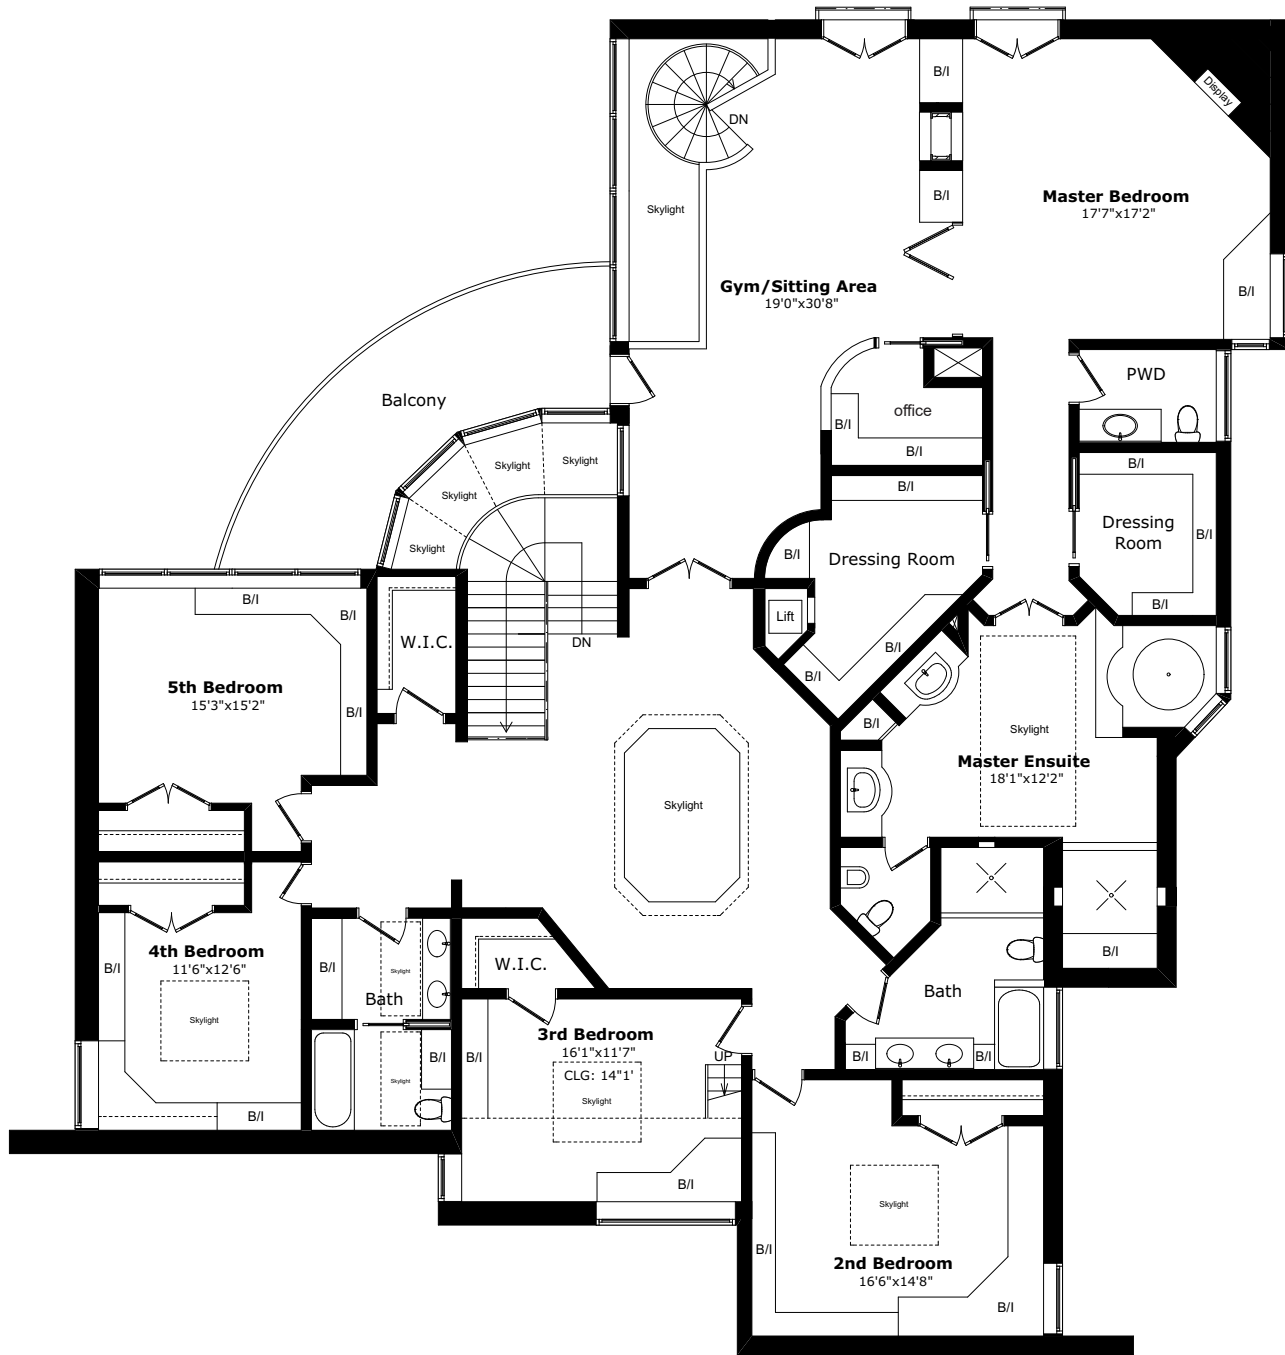 B/I
Display
DN
B/I
Master Bedroom
17'7"x17'2"
Skylight
Gym/Sitting Area
19'0"x30'8"
B/I
PWD
Balcony
office
B/I
B/I
Skylight
Skylight
Skylight
Skylight
B/I
B/I
Dressing
Room
B/I
B/I
Dressing Room
B/I
B/I
B/I
B/I
Lift
DN
W.I.C.
B/I
B/I
5th Bedroom
15'3"x15'2"
B/I
B/I
Skylight
Master Ensuite
18'1"x12'2"
Skylight
4th Bedroom
11'6"x12'6"
B/I
B/I
Skylight
Bath
W.I.C.
B/I
Bath
Skylight
3rd Bedroom
16'1"x11'7"
CLG: 14"1'
Skylight
B/I
UP
B/I
Skylight
B/I
B/I
B/I
B/I
Skylight
B/I
2nd Bedroom
16'6"x14'8"
B/I